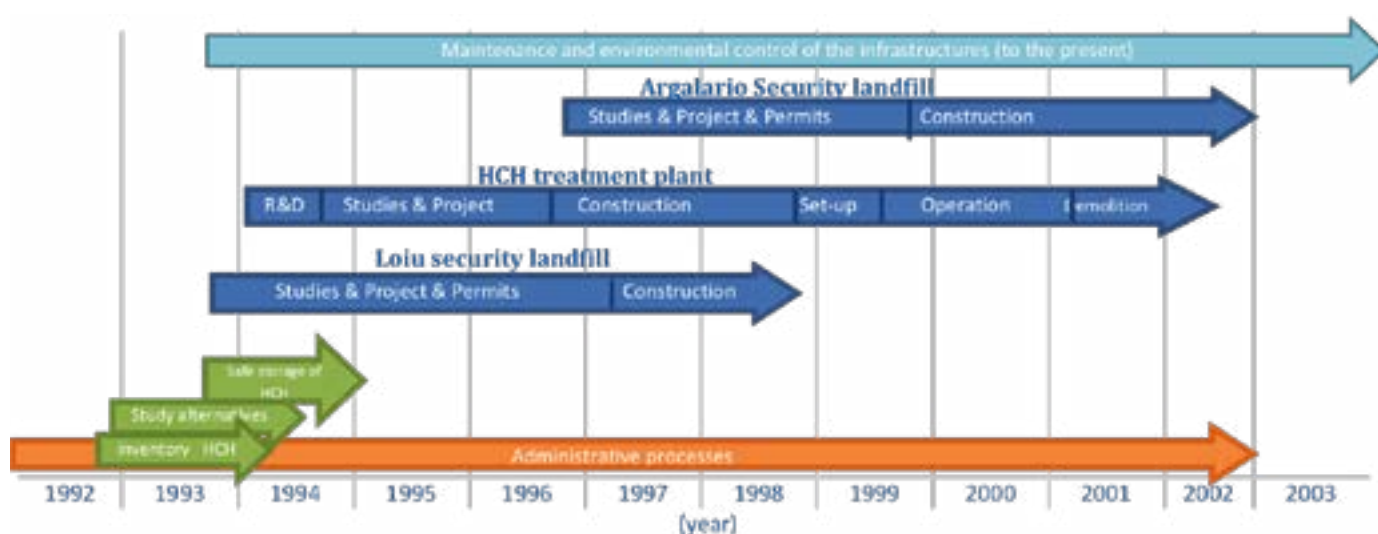 Maintenance and environmental control of the infrastructures (to the present)
Argalario Security landfill
Studies & Project & Permits Construction
HCH treatment plant
R&D Studies & Project Construction Set-up Operation Demolition
Loiu security landfill
Studies & Project & Permits Construction
Safe storage of
HCH
Study alternatives
Inventory HCH
Administrative processes
1992 1993 1994 1995 1996 1997 1998 1999 2000 2001 2002 2003
(year)